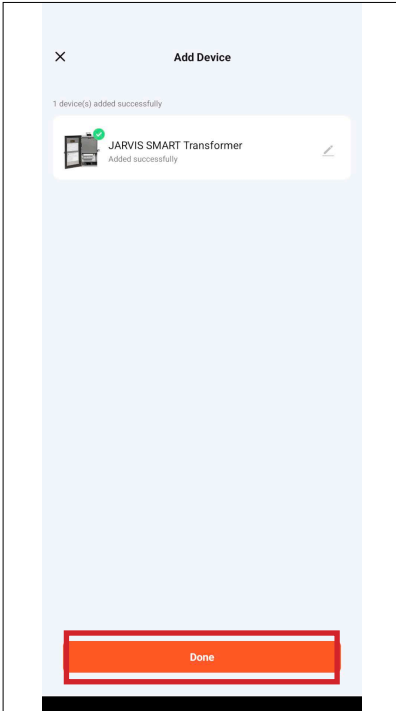 Add Device
1 device(s) added successfully
JARVIS SMART Transformer
Added successfully
Done